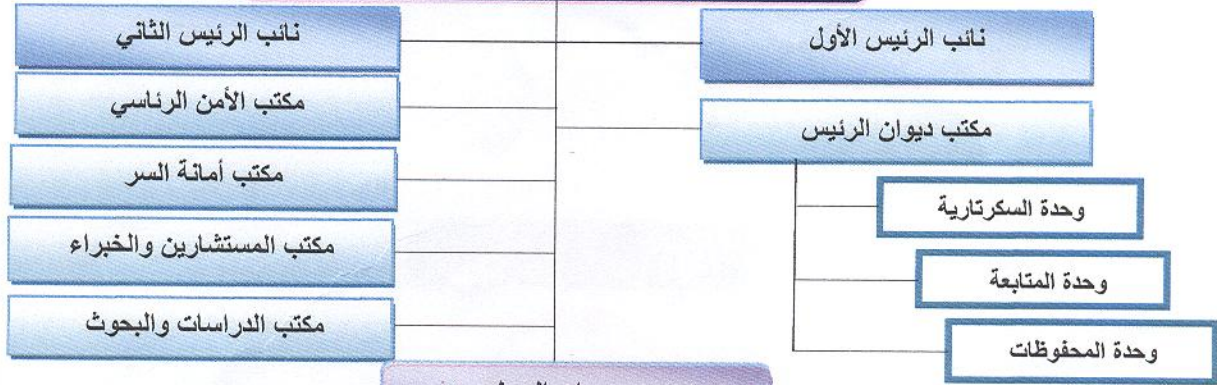 نائب الرئيس الأول
نائب الرئيس الثاني
مكتب ديوان الرئيس
مكتب الأمن الرئاسي
مكتب أمانة السر
مكتب المستشارين والخبراء
مكتب الدراسات والبحوث
وحدة السكرتارية
وحدة المتابعة
وحدة المحفوظات